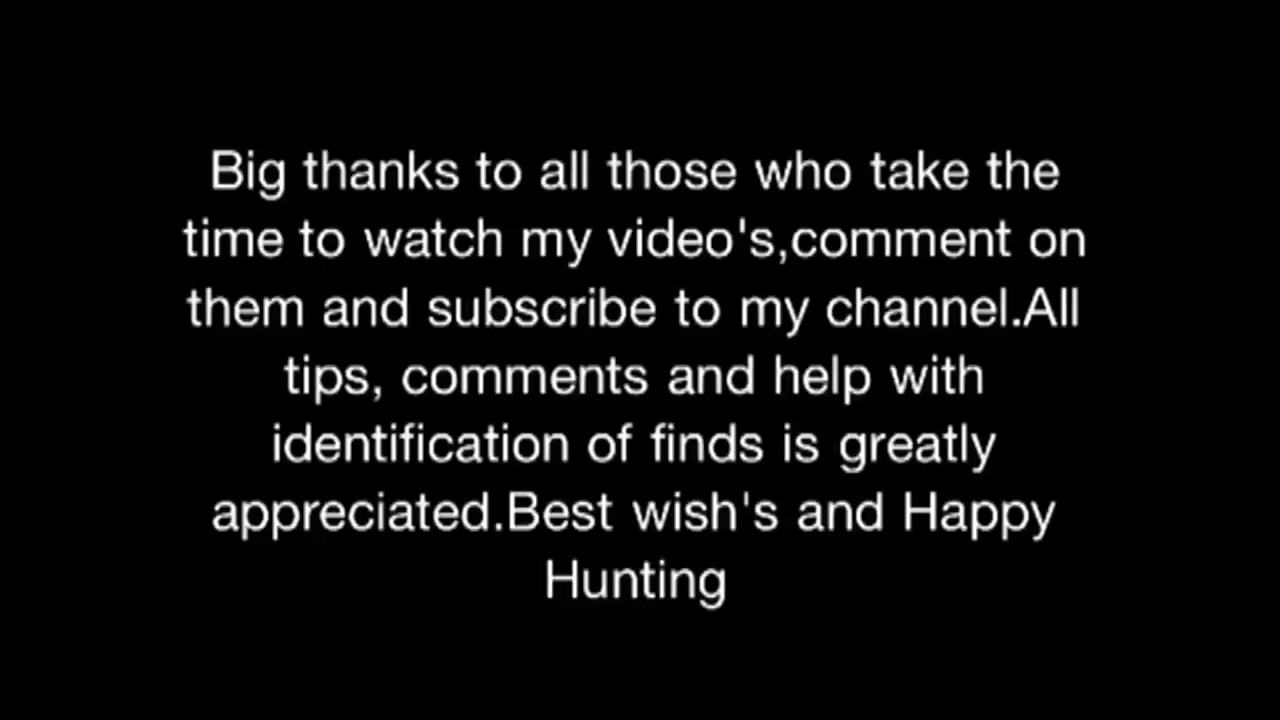 Big thanks to all those who take the
time to watch my video's,comment on
them and subscribe to my channel.All
tips, comments and help with
identification of finds is greatly
appreciated.Best wish's and Happy
Hunting